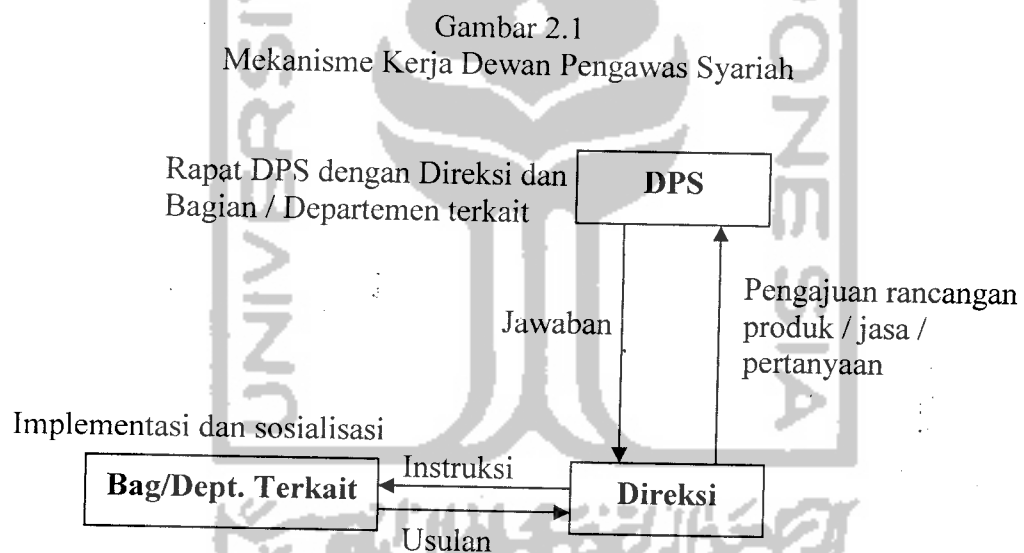 Gambar 2.1
Mekanisme Kerja Dewan Pengawas Syariah
Rapat DPS dengan Direksi dan
Bagian / Departemen terkait
DPS
Jawaban
Pengajuan rancangan
produk / jasa /
pertanyaan
Implementasi dan sosialisasi
Bag/Dept. Terkait
Instruksi
Usulan
Direksi